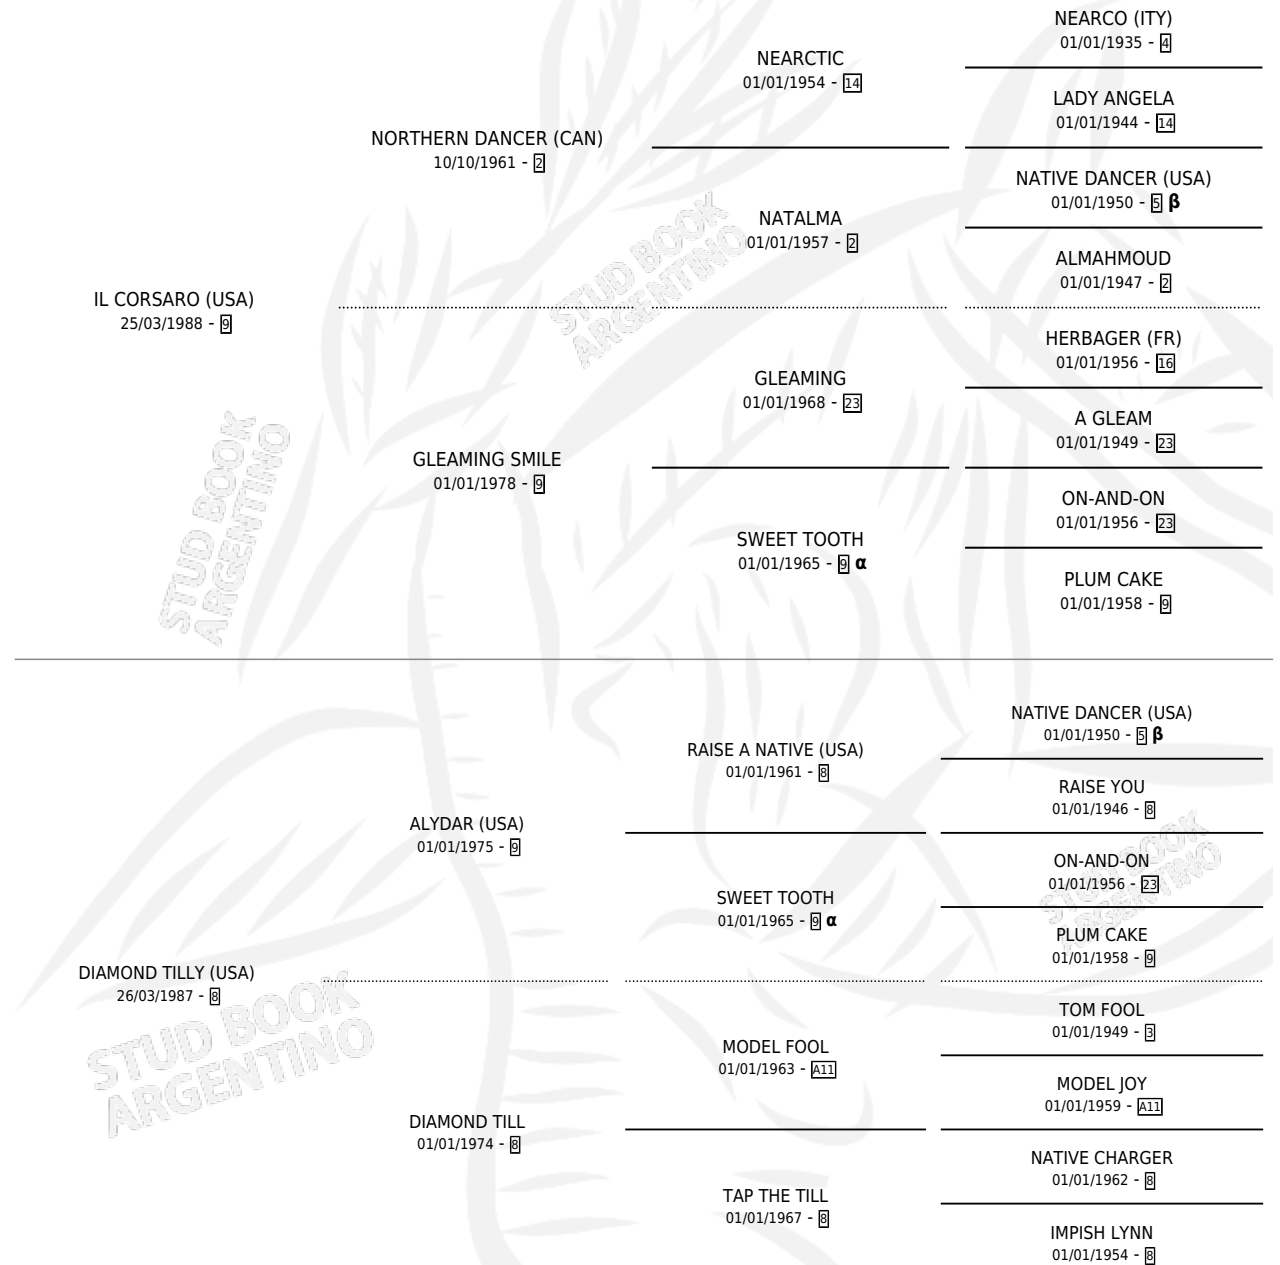 NEARCO (ITY)
01/01/1935 - 4
NEARCTIC
01/01/1954 - 14
LADY ANGELA
01/01/1944 - 14
NORTHERN DANCER (CAN)
10/10/1961 - 2
NATIVE DANCER (USA)
01/01/1950 - 5 β
NATALMA
01/01/1957 - 2
ALMAHMOUD
01/01/1947 - 2
IL CORSARO (USA)
25/03/1988 - 9
HERBAGER (FR)
01/01/1956 - 16
GLEAMING
01/01/1968 - 23
A GLEAM
01/01/1949 - 23
GLEAMING SMILE
01/01/1978 - 9
ON-AND-ON
01/01/1956 - 23
SWEET TOOTH
01/01/1965 - 9 α
PLUM CAKE
01/01/1958 - 9
NATIVE DANCER (USA)
01/01/1950 - 5 β
RAISE A NATIVE (USA)
01/01/1961 - 8
RAISE YOU
01/01/1946 - 8
ALYDAR (USA)
01/01/1975 - 9
ON-AND-ON
01/01/1956 - 23
SWEET TOOTH
01/01/1965 - 9 α
PLUM CAKE
01/01/1958 - 9
DIAMOND TILLY (USA)
26/03/1987 - 8
TOM FOOL
01/01/1949 - 3
MODEL FOOL
01/01/1963 - A11
MODEL JOY
01/01/1959 - A11
DIAMOND TILL
01/01/1974 - 8
NATIVE CHARGER
01/01/1962 - 8
TAP THE TILL
01/01/1967 - 8
IMPISH LYNN
01/01/1954 - 8
STUD BOOK
ARGENTINO
STUD BOOK
ARGENTINO
STUD BOOK
ARGENTINO
STUD BOOK
ARGENTINO